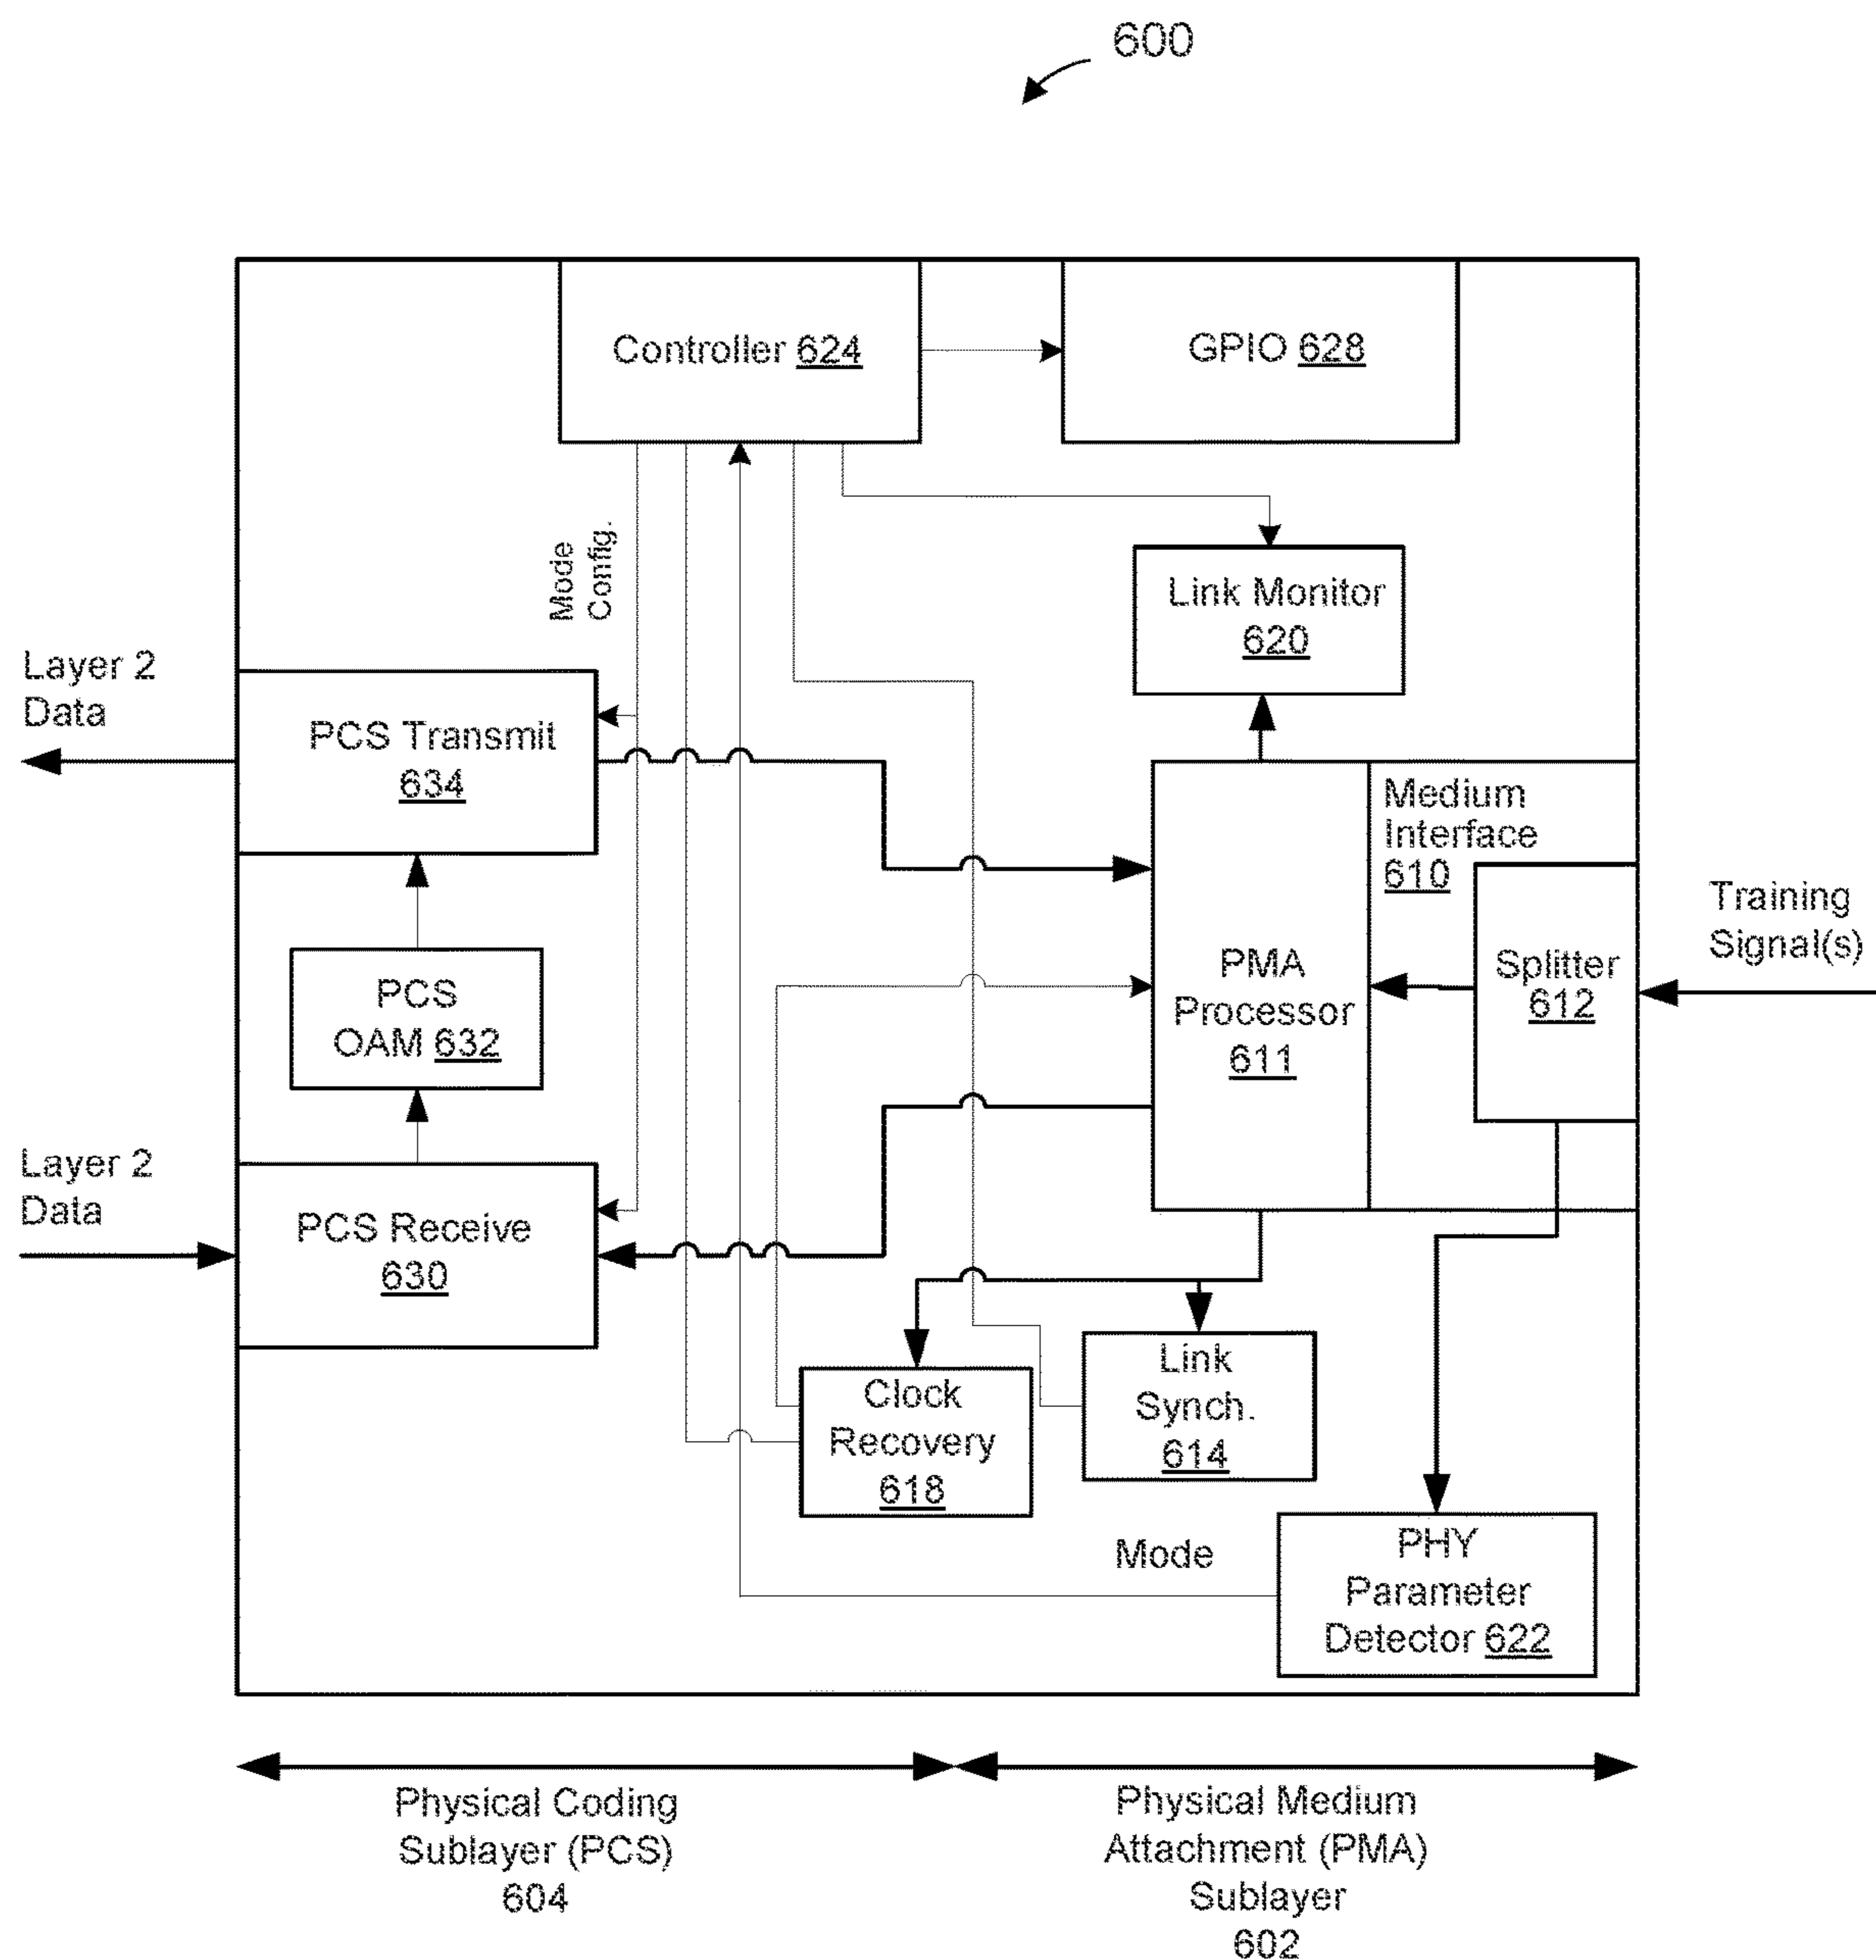 600
Controller 624
GPIO 628
Mode
Config.
Link Monitor
620
Layer 2
Data
PCS Transmit
634
Medium
Interface
610
Training
Signal(s)
Splitter
612
PMA
Processor
611
PCS
OAM 632
Layer 2
Data
PCS Receive
630
Link
Synch.
614
Clock
Recovery
618
Mode
PHY
Parameter
Detector 622
Physical Coding
Sublayer (PCS)
604
Physical Medium
Attachment (PMA)
Sublayer
602